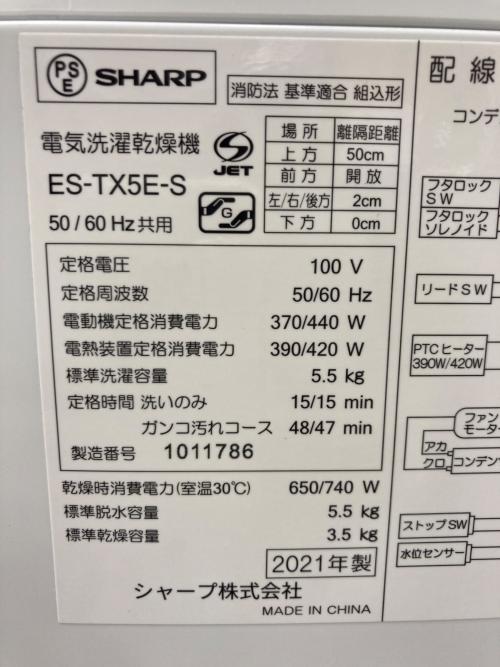 PS
E
SHARP
消防法 基準適合 組込形
電気洗濯乾燥機
JET
ES-TX5E-S
50/60 Hz共用
G
場所 離隔距離
上方 50cm
前方 開放
左/右/後方 2cm
下方 0cm
定格電圧 100 V
定格周波数 50/60 Hz
電動機定格消費電力 370/440 W
電熱装置定格消費電力 390/420 W
標準洗濯容量 5.5 kg
定格時間 洗いのみ 15/15 min
ガンコ汚れコース 48/47 min
製造番号 1011786
乾燥時消費電力(室温30℃) 650/740 W
標準脱水容量 5.5 kg
標準乾燥容量 3.5 kg
2021年製
シャープ株式会社
MADE IN CHINA
配線
コンデ
フタロック
SW
フタロック
ソレノイド
リードSW
PTCヒーター
390W/420W
ファン
モーター
アカ
クロ
コンデン
ストップSW
水位センサー